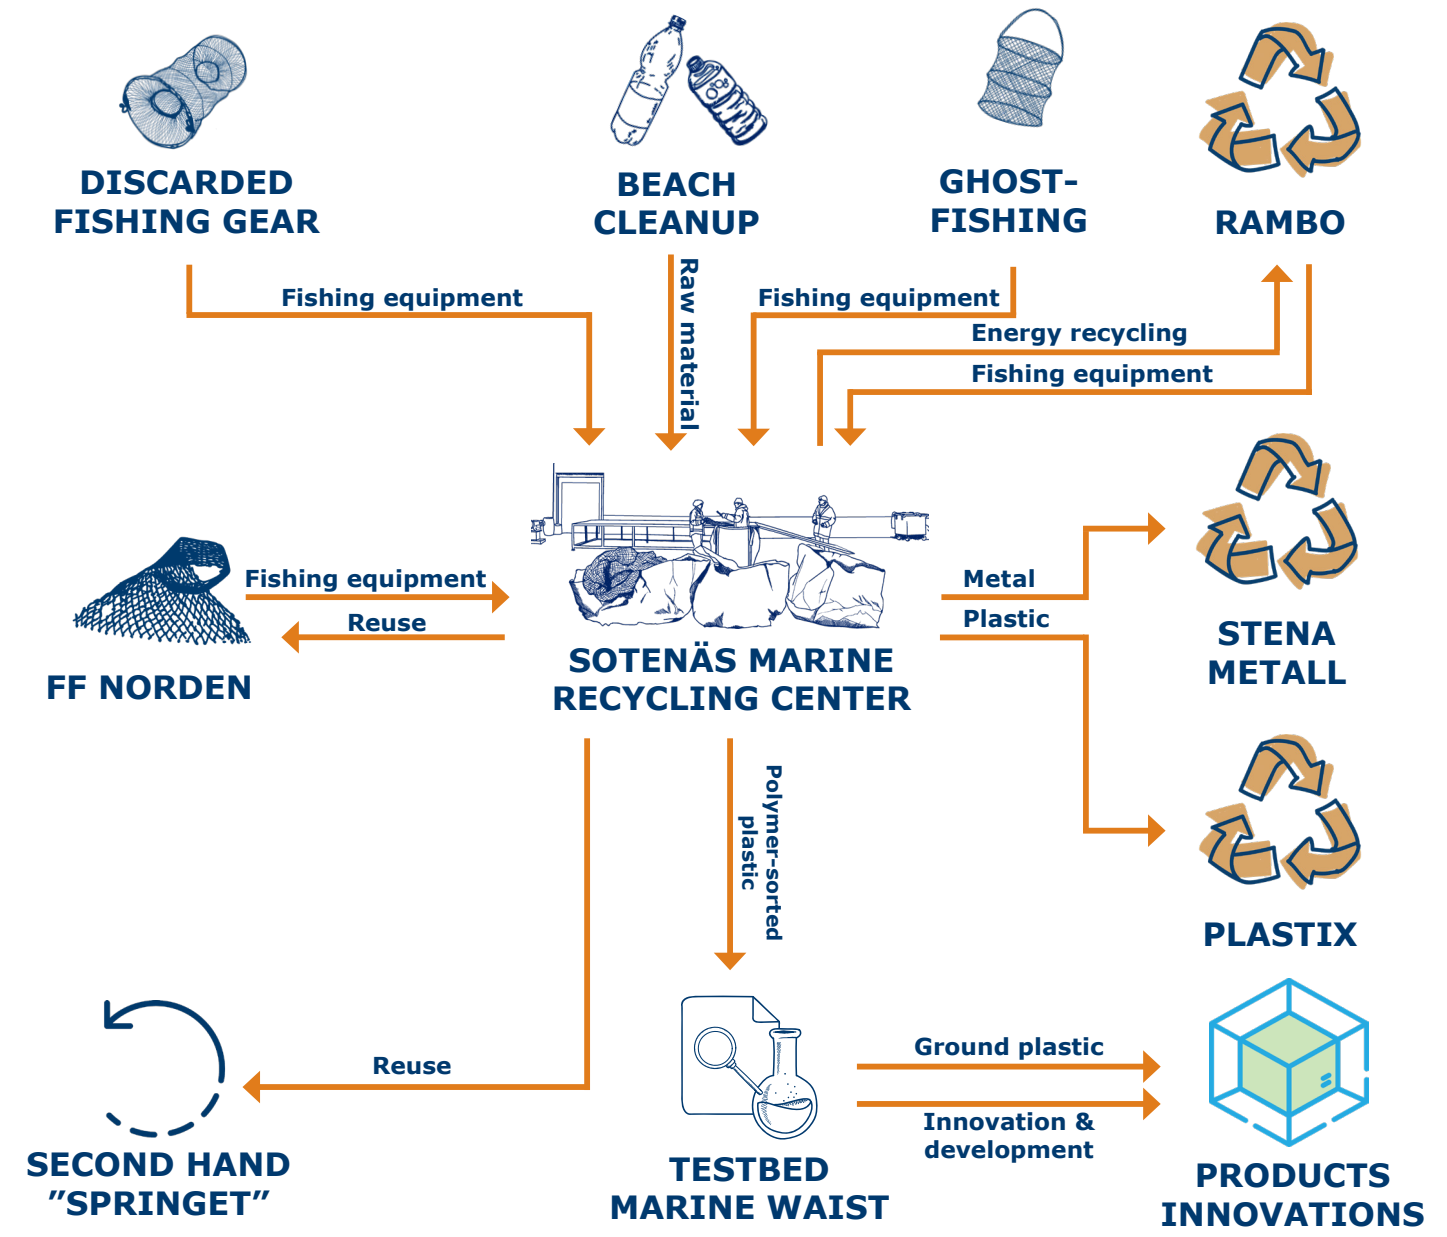 DISCARDED
FISHING GEAR
BEACH
CLEANUP
GHOST-
FISHING
RAMBO
Fishing equipment
Raw material
Fishing equipment
Energy recycling
Fishing equipment
Fishing equipment
Reuse
FF NORDEN
SOTENÄS MARINE
RECYCLING CENTER
Metal
Plastic
STENA
METALL
PLASTIX
Polymer-sorted
plastic
Reuse
SECOND HAND
”SPRINGET”
TESTBED
MARINE WAIST
Ground plastic
Innovation &
development
PRODUCTS
INNOVATIONS